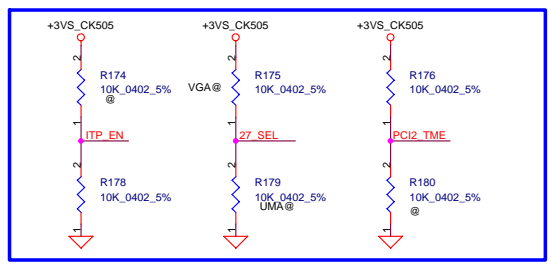 +3VS_CK505
2
R174
10K_0402_5%
@
1
ITP_EN
2
R178
10K_0402_5%
1
+3VS_CK505
2
R175
VGA@
10K_0402_5%
1
27_SEL
2
R179
10K_0402_5%
UMA@
1
+3VS_CK505
2
R176
10K_0402_5%
1
PCI2_TME
2
R180
10K_0402_5%
@
1